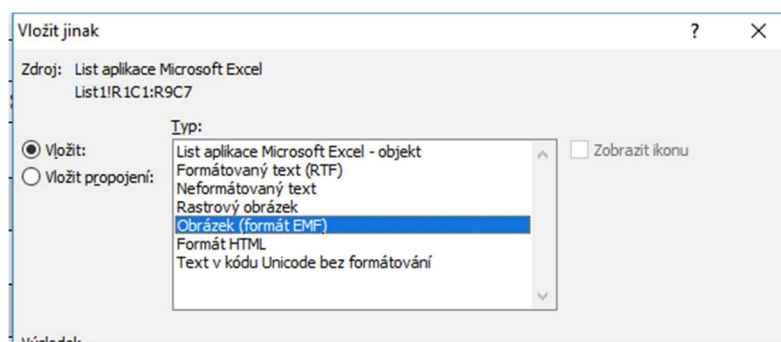 Vložit jinak
Zdroj: List aplikace Microsoft Excel
List1!R1C1:R9C7
Typ:
Vložit:
Vložit propojení:
List aplikace Microsoft Excel - objekt
Formátovaný text (RTF)
Neformátovaný text
Rastrový obrázek
Obrázek (formát EMF)
Formát HTML
Text v kódu Unicode bez formátování
Zobrazit ikonu